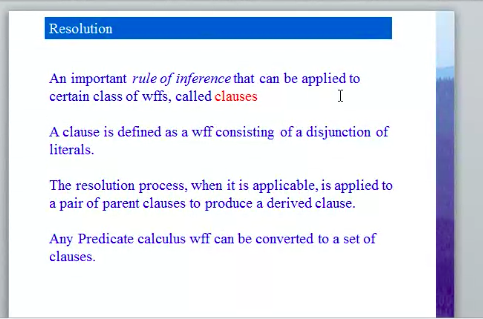 Resolution
An important rule of inference that can be applied to
certain class of wffs, called clauses
A clause is defined as a wff consisting of a disjunction of
literals.
The resolution process, when it is applicable, is applied to
a pair of parent clauses to produce a derived clause.
Any Predicate calculus wff can be converted to a set of
clauses.